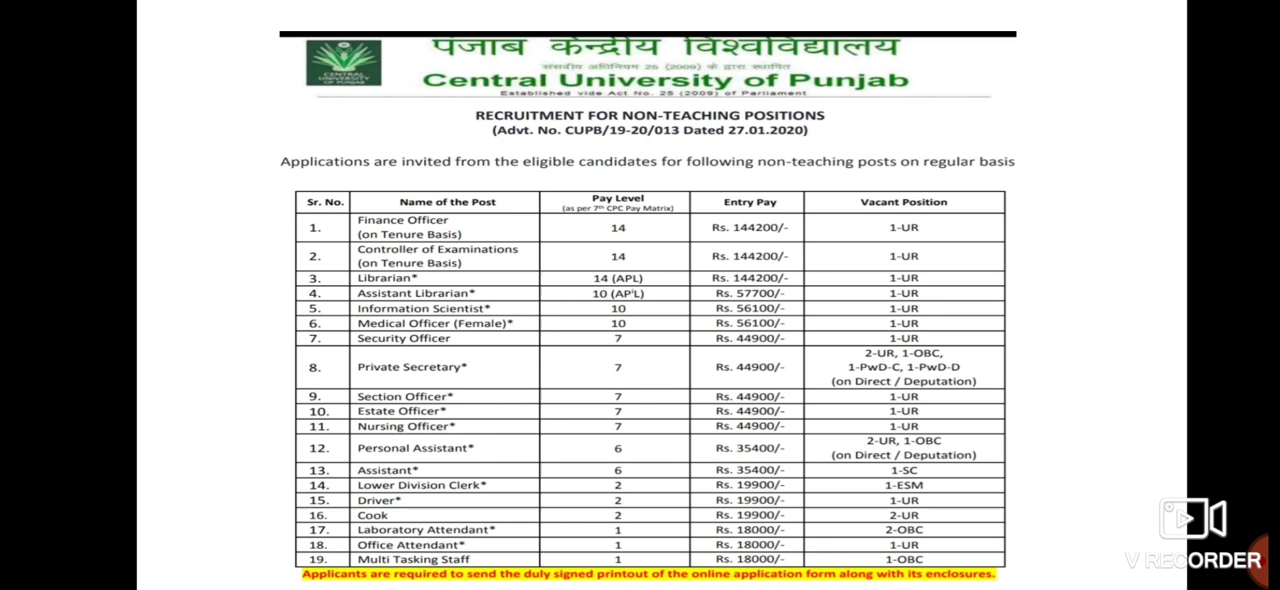 पंजाब केन्द्रीय विश्वविद्यालय
संसदीय अधिनियम 25 (2009) के द्वारा स्थापित
CENTRAL
UNIVERSITY
OF PUNJAB
Central University of Punjab
Established vide Act No. 25 (2009) of Parliament
RECRUITMENT FOR NON-TEACHING POSITIONS
(Advt. No. CUPB/19-20/013 Dated 27.01.2020)
Applications are invited from the eligible candidates for following non-teaching posts on regular basis
Sr. No. Name of the Post Pay Level (as per 7th CPC Pay Matrix) Entry Pay Vacant Position
1. Finance Officer (on Tenure Basis) 14 Rs. 144200/- 1-UR
2. Controller of Examinations (on Tenure Basis) 14 Rs. 144200/- 1-UR
3. Librarian* 14 (APL) Rs. 144200/- 1-UR
4. Assistant Librarian* 10 (APL) Rs. 57700/- 1-UR
5. Information Scientist* 10 Rs. 56100/- 1-UR
6. Medical Officer (Female)* 10 Rs. 56100/- 1-UR
7. Security Officer 7 Rs. 44900/- 1-UR
8. Private Secretary* 7 Rs. 44900/- 2-UR, 1-OBC, 1-PwD-C, 1-PwD-D (on Direct / Deputation)
9. Section Officer* 7 Rs. 44900/- 1-UR
10. Estate Officer* 7 Rs. 44900/- 1-UR
11. Nursing Officer* 7 Rs. 44900/- 1-UR
12. Personal Assistant* 6 Rs. 35400/- 2-UR, 1-OBC (on Direct / Deputation)
13. Assistant* 6 Rs. 35400/- 1-SC
14. Lower Division Clerk* 2 Rs. 19900/- 1-ESM
15. Driver* 2 Rs. 19900/- 1-UR
16. Cook 2 Rs. 19900/- 2-UR
17. Laboratory Attendant* 1 Rs. 18000/- 2-OBC
18. Office Attendant* 1 Rs. 18000/- 1-UR
19. Multi Tasking Staff 1 Rs. 18000/- 1-OBC
Applicants are required to send the duly signed printout of the online application form along with its enclosures.
V RECORDER